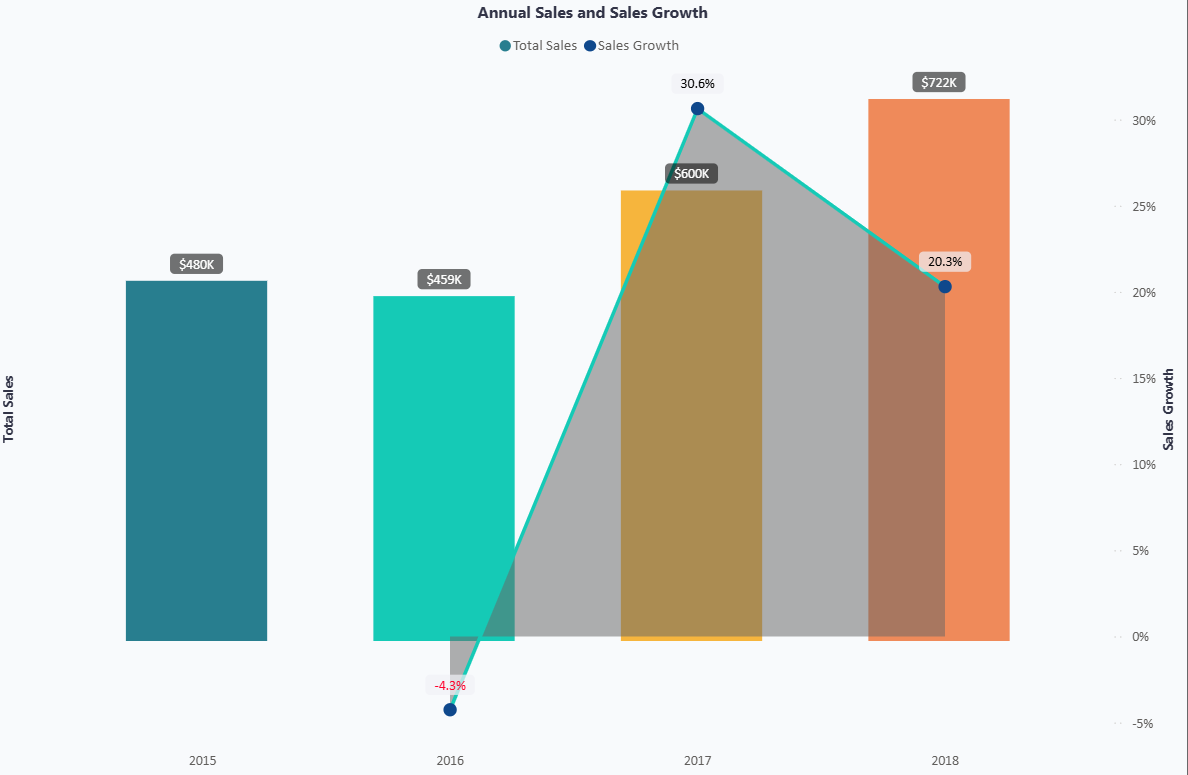 Annual Sales and Sales Growth
Total Sales Sales Growth
30.6%
$722K
30%
$600K
25%
$480K
20.3%
$459K
20%
15%
Total Sales
Sales Growth
10%
5%
0%
-4.3%
-5%
2015 2016 2017 2018